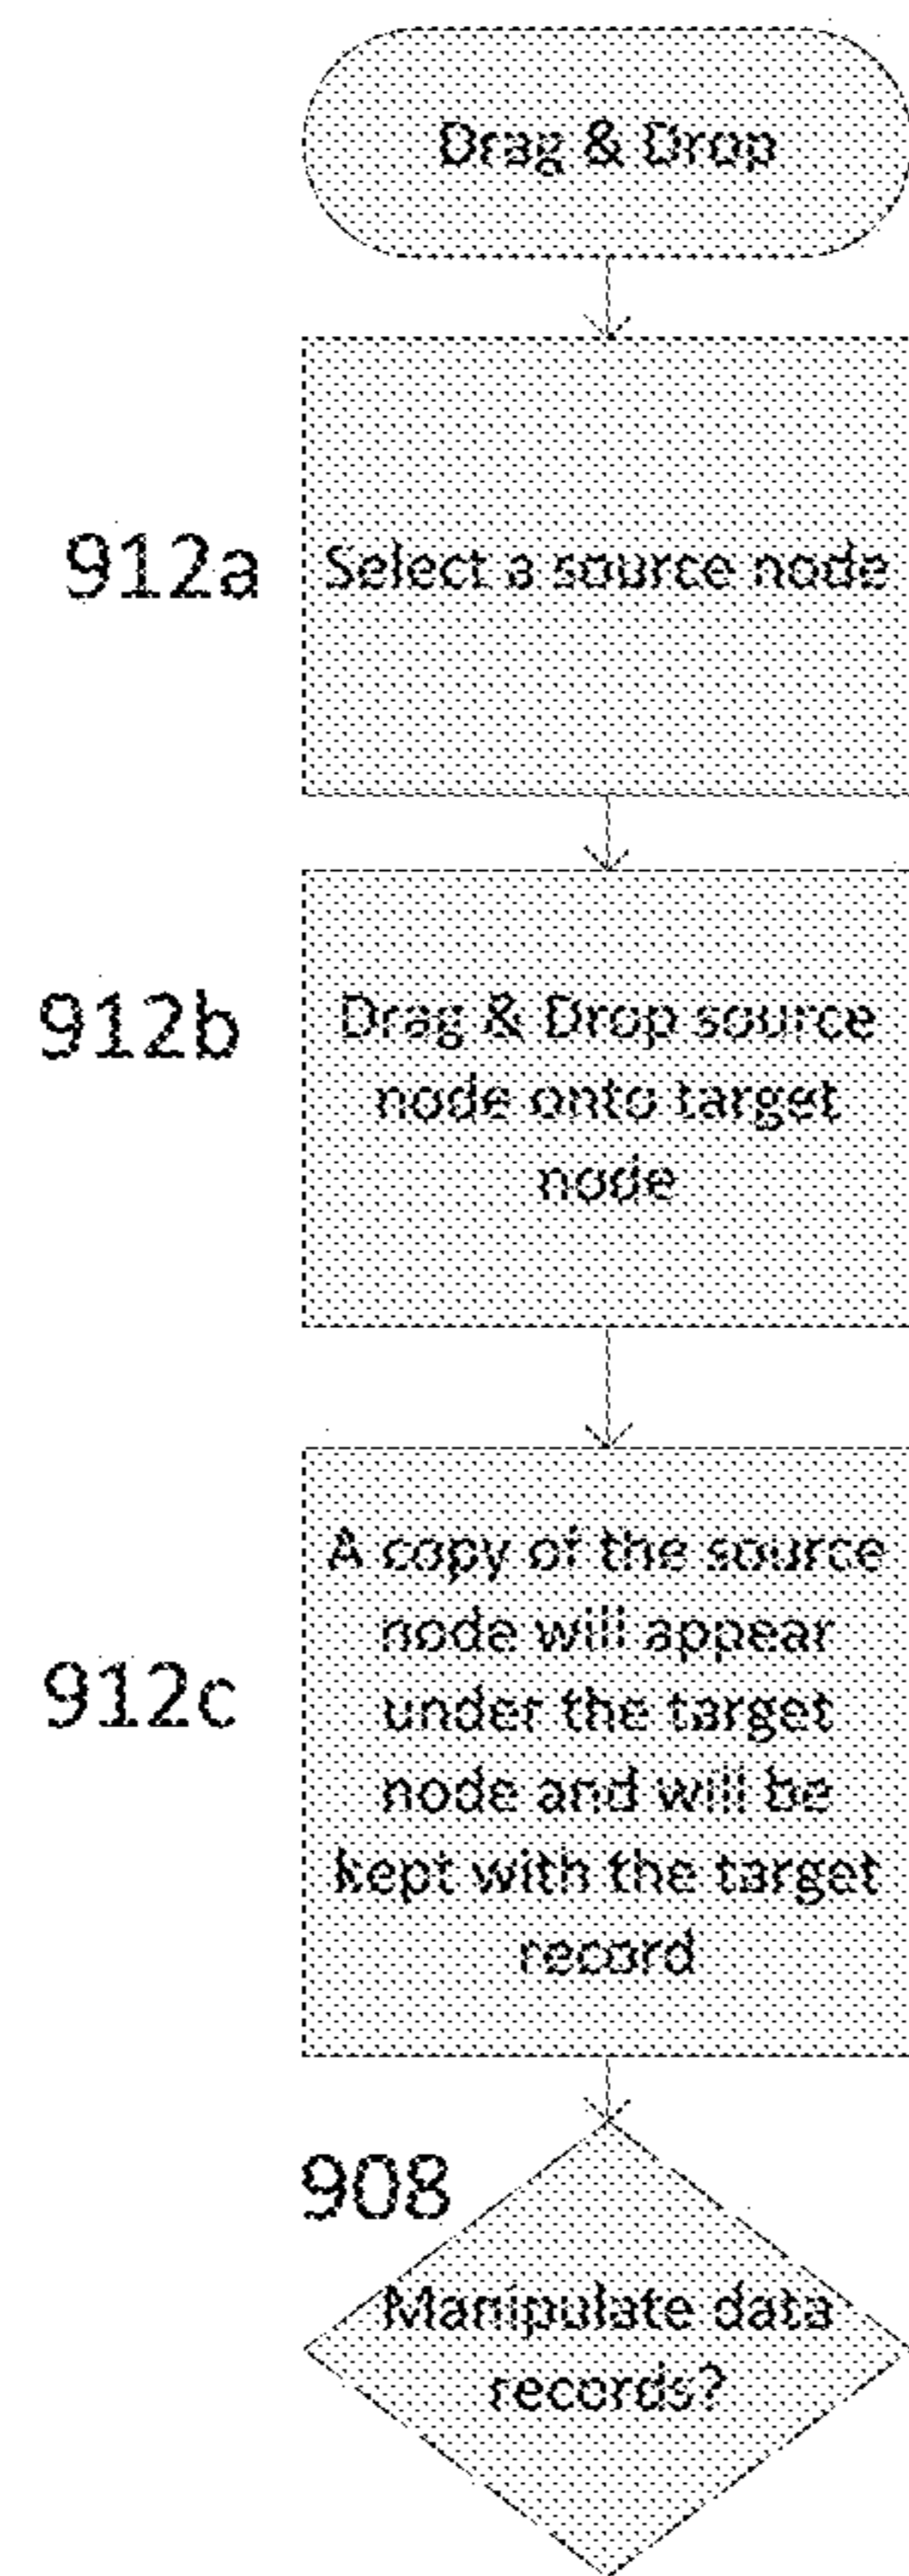 Drag & Drop
912a
Select a source node
912b
Drag & Drop source
node onto target
node
912c
A copy of the source
node will appear
under the target
node and will be
kept with the target
record
908
Manipulate data
records?